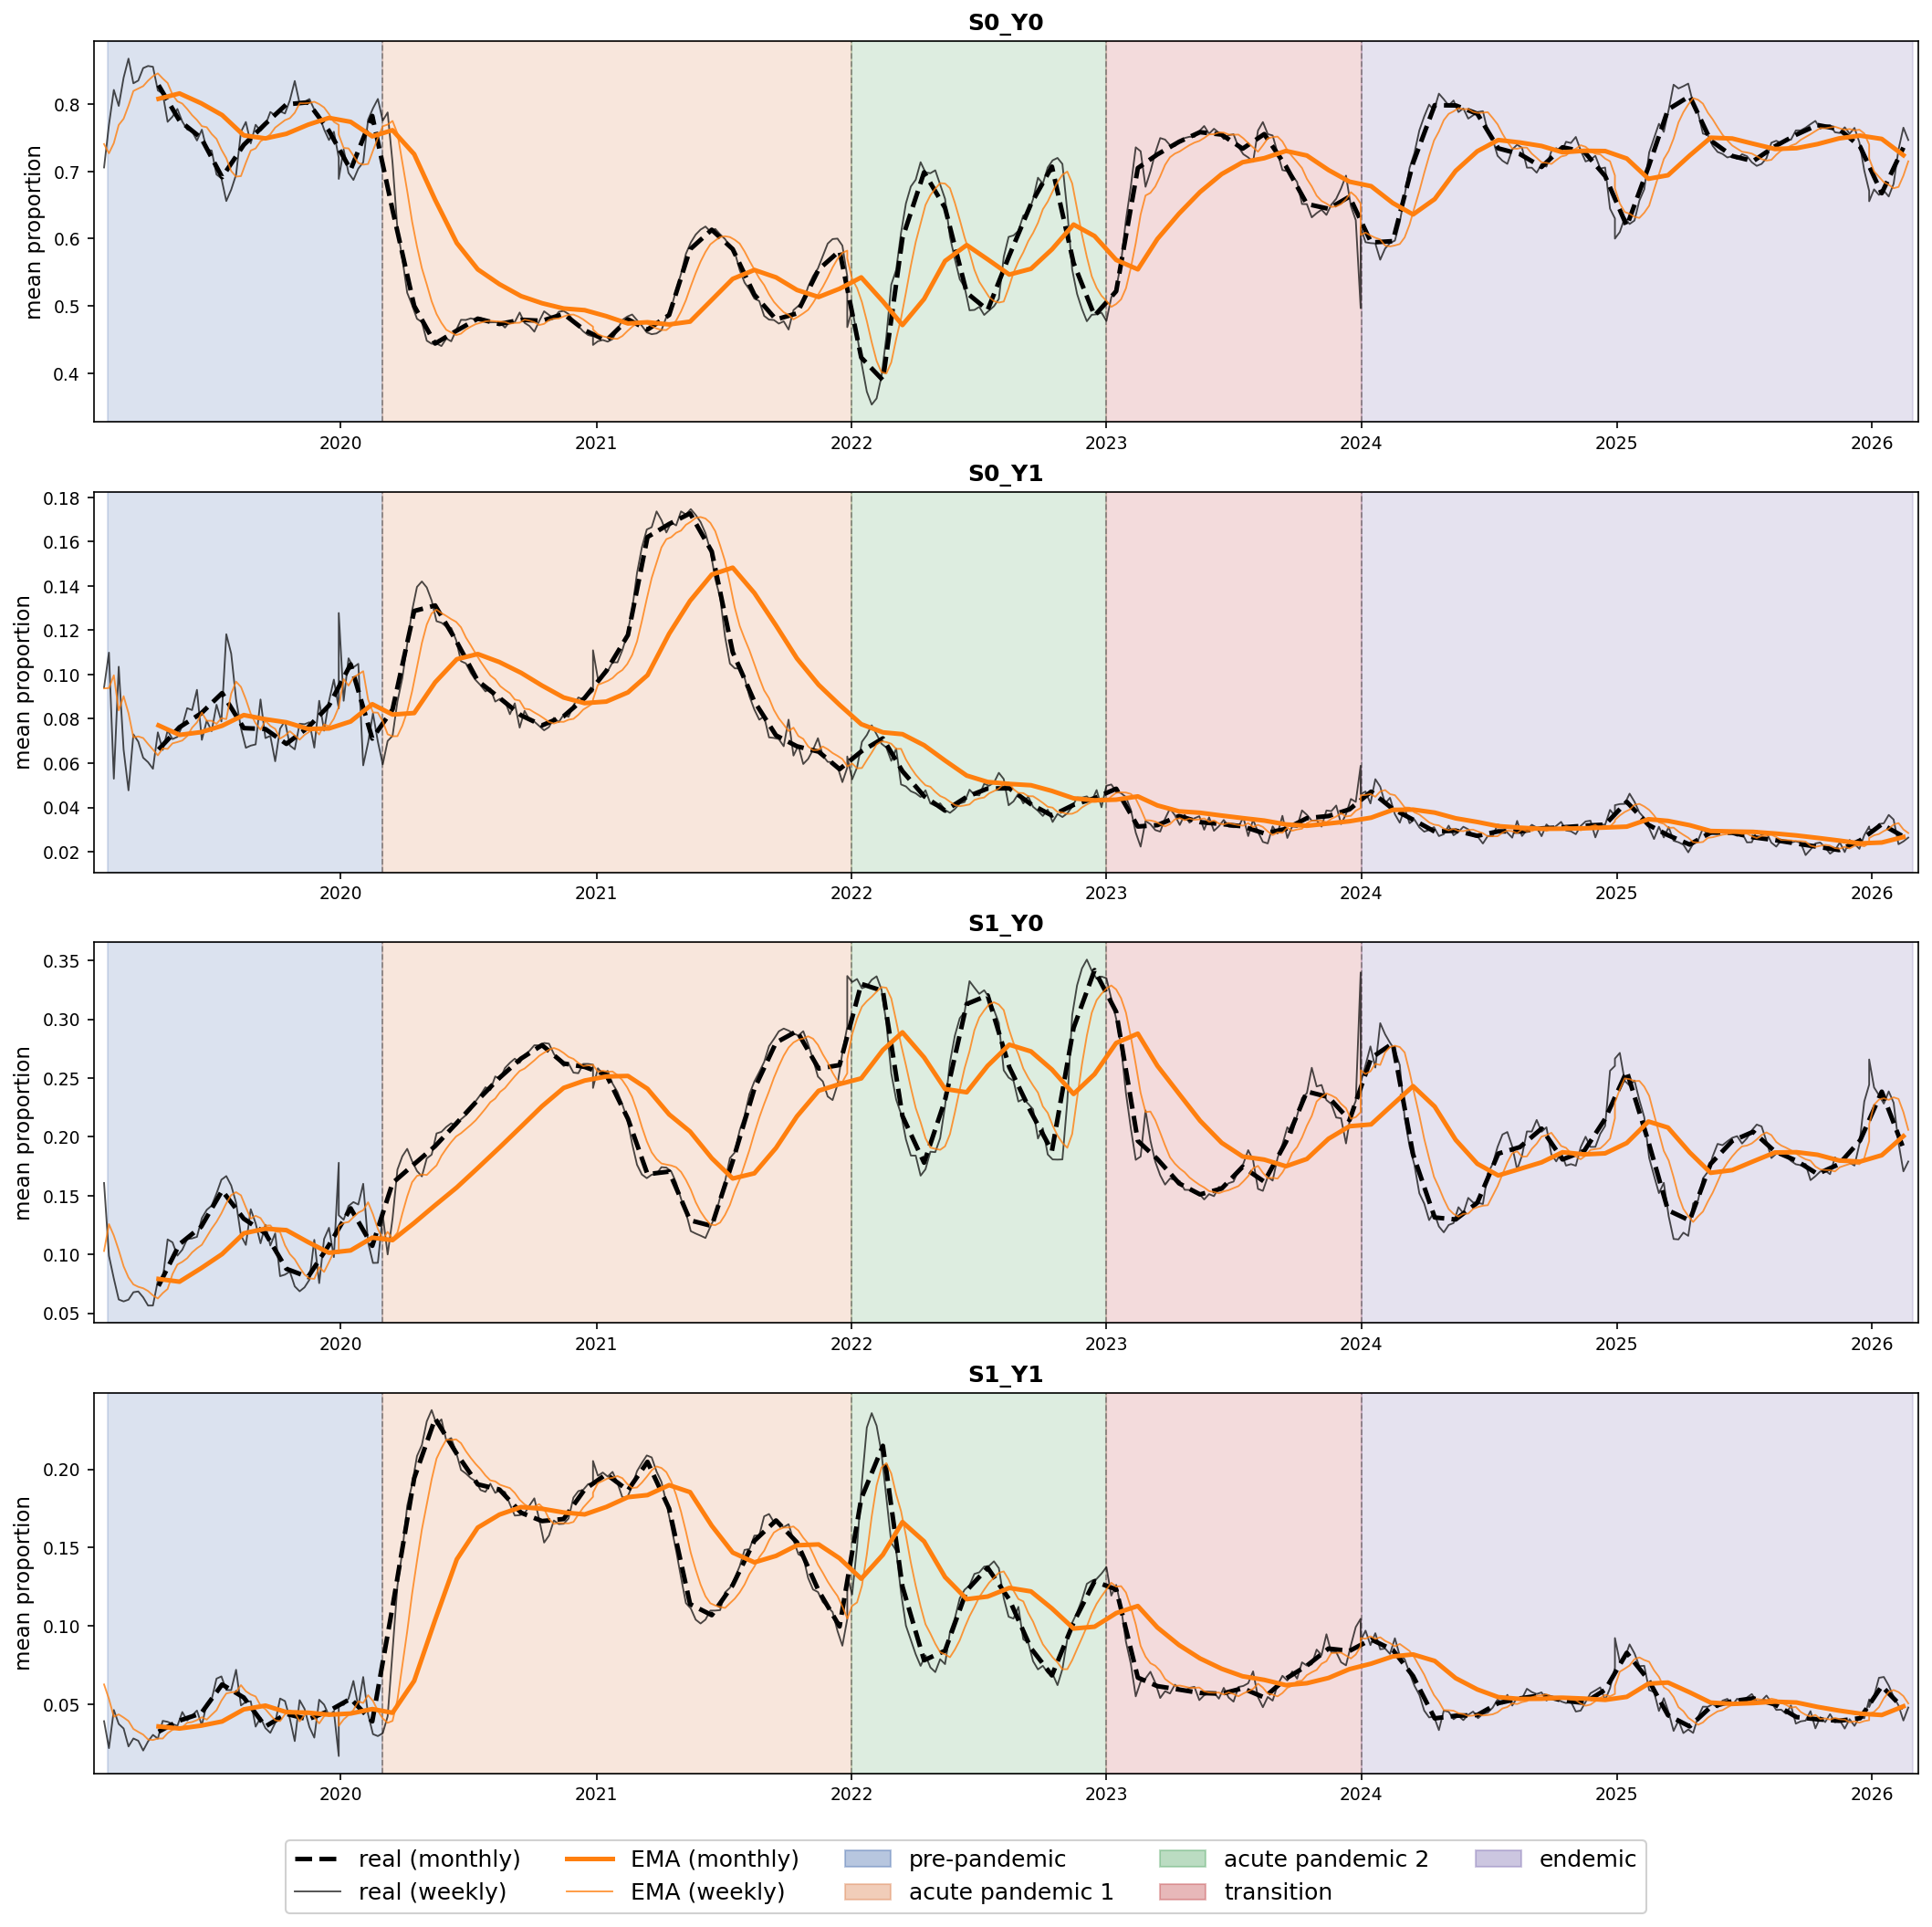 S0_Y0
mean proportion
0.8
0.7
0.6
0.5
0.4
2020 2021 2022 2023 2024 2025 2026
S0_Y1
mean proportion
0.18
0.16
0.14
0.12
0.10
0.08
0.06
0.04
0.02
2020 2021 2022 2023 2024 2025 2026
S1_Y0
mean proportion
0.35
0.30
0.25
0.20
0.15
0.10
0.05
2020 2021 2022 2023 2024 2025 2026
S1_Y1
mean proportion
0.20
0.15
0.10
0.05
2020 2021 2022 2023 2024 2025 2026
real (monthly) EMA (monthly) pre-pandemic acute pandemic 2 endemic
real (weekly) EMA (weekly) acute pandemic 1 transition